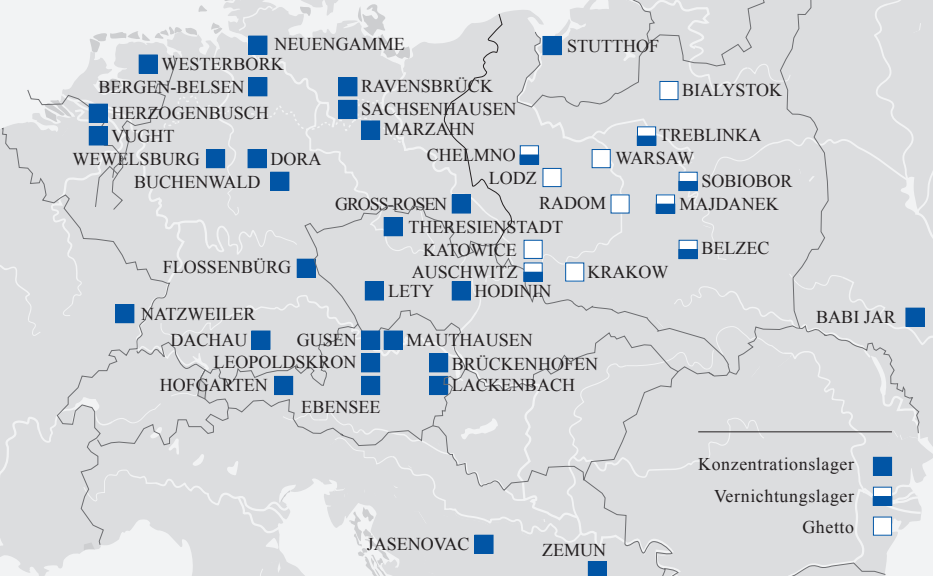 NEUENGAMME
STUTTHOF
WESTERBORK
BERGEN-BELSEN
RAVENSBRÜCK
BIALYSTOK
HERZOGENBUSCH
SACHSENHAUSEN
VUGHT
MARZAHN
TREBLINKA
WEWELSBURG
DORA
CHELMNO
WARSAW
BUCHENWALD
LODZ
SOBIOBOR
GROSS-ROSEN
RADOM
MAJDANEK
THERESIENSTADT
KATOWICE
BELZEC
FLOSSENBÜRG
AUSCHWITZ
KRAKOW
LETY
HODININ
NATZWEILER
BABI JAR
DACHAU
GUSEN
MAUTHAUSEN
LEOPOLDSKRON
BRÜCKENHOFEN
HOFGARTEN
LACKENBACH
EBENSEE
Konzentrationslager
Vernichtungslager
Ghetto
JASENOVAC
ZEMUN